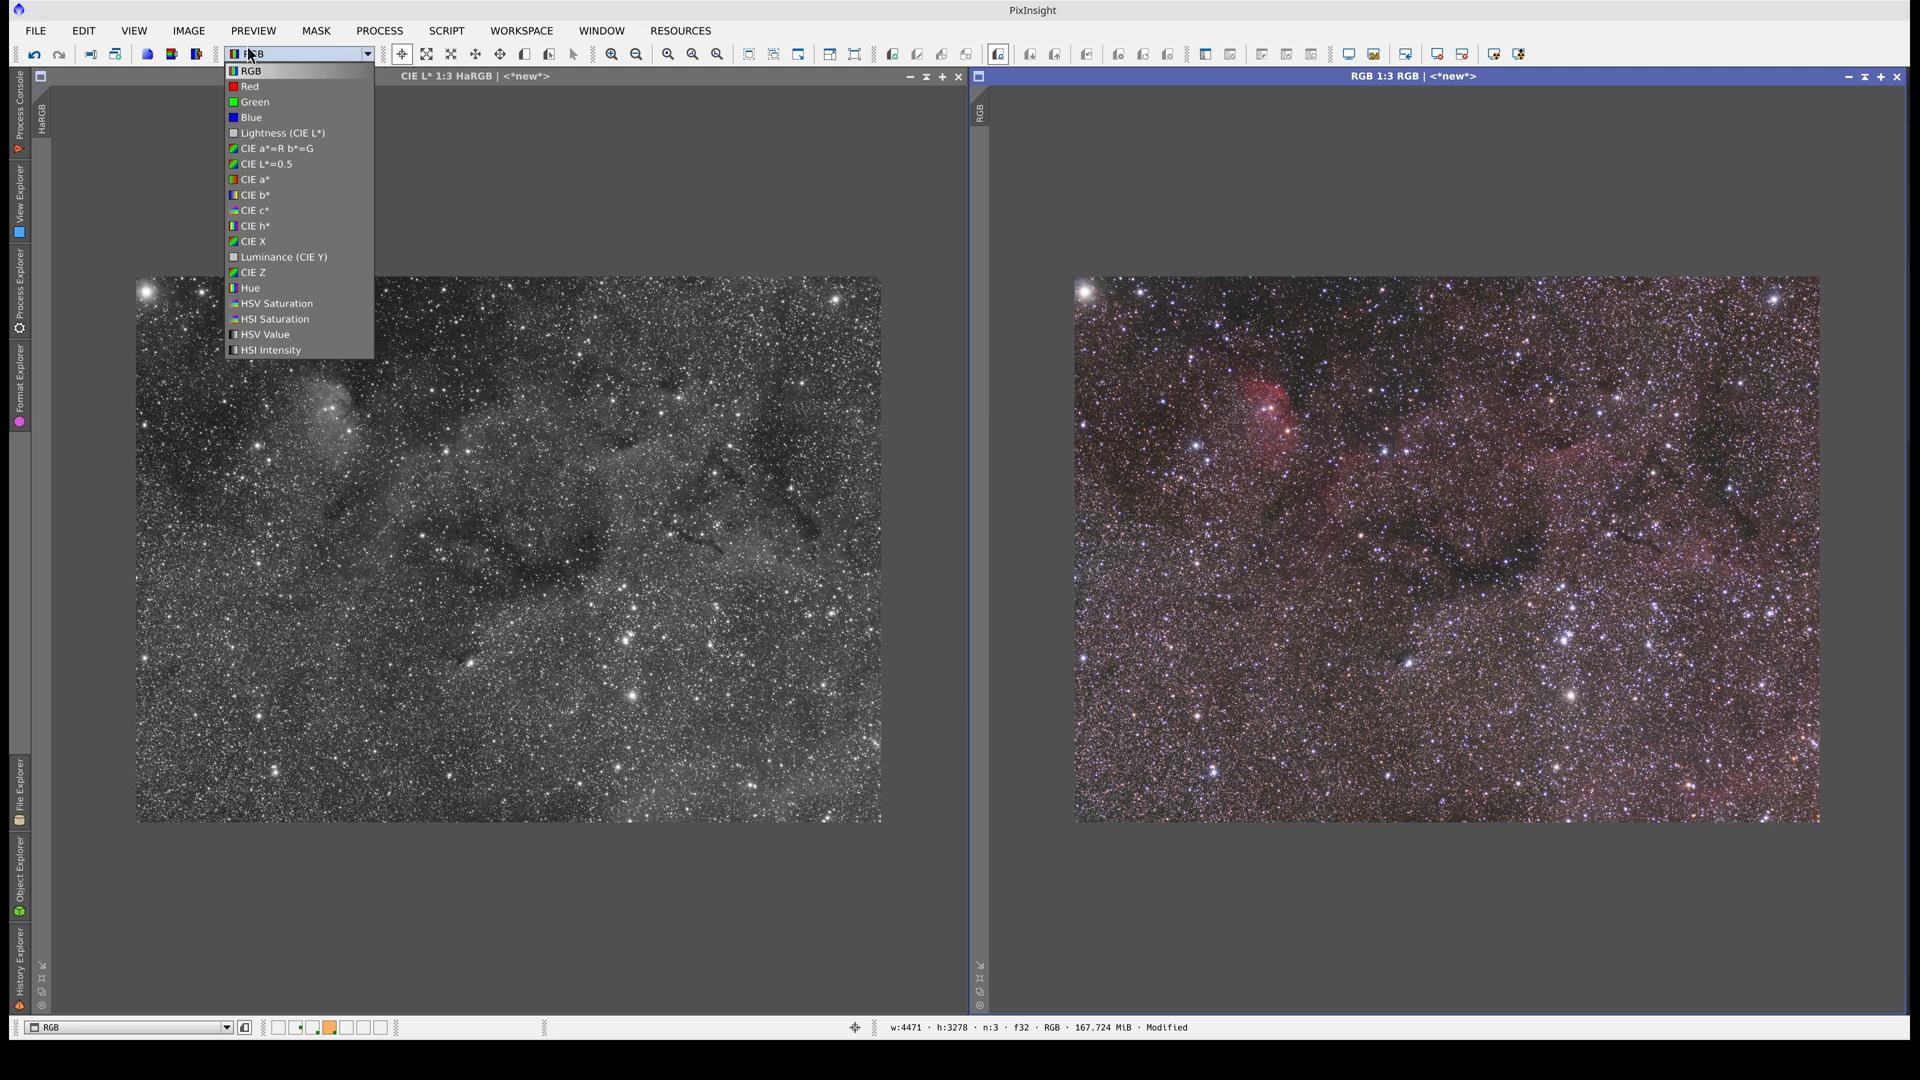 PixInsight
FILE EDIT VIEW IMAGE PREVIEW MASK PROCESS SCRIPT WORKSPACE WINDOW RESOURCES
RGB
CIE L* 1:3 HaRGB | <*new*>
RGB 1:3 RGB | <*new*>
RGB
Red
Green
Blue
Lightness (CIE L*)
CIE a*=R b*=G
CIE L*=0.5
CIE a*
CIE b*
CIE c*
CIE h*
CIE X
Luminance (CIE Y)
CIE Z
Hue
HSV Saturation
HSI Saturation
HSV Value
HSI Intensity
Process Console
View Explorer
Process Explorer
Format Explorer
File Explorer
Object Explorer
History Explorer
HaRGB
RGB
RGB
w:4471 · h:3278 · n:3 · f32 · RGB · 167.724 MiB · Modified